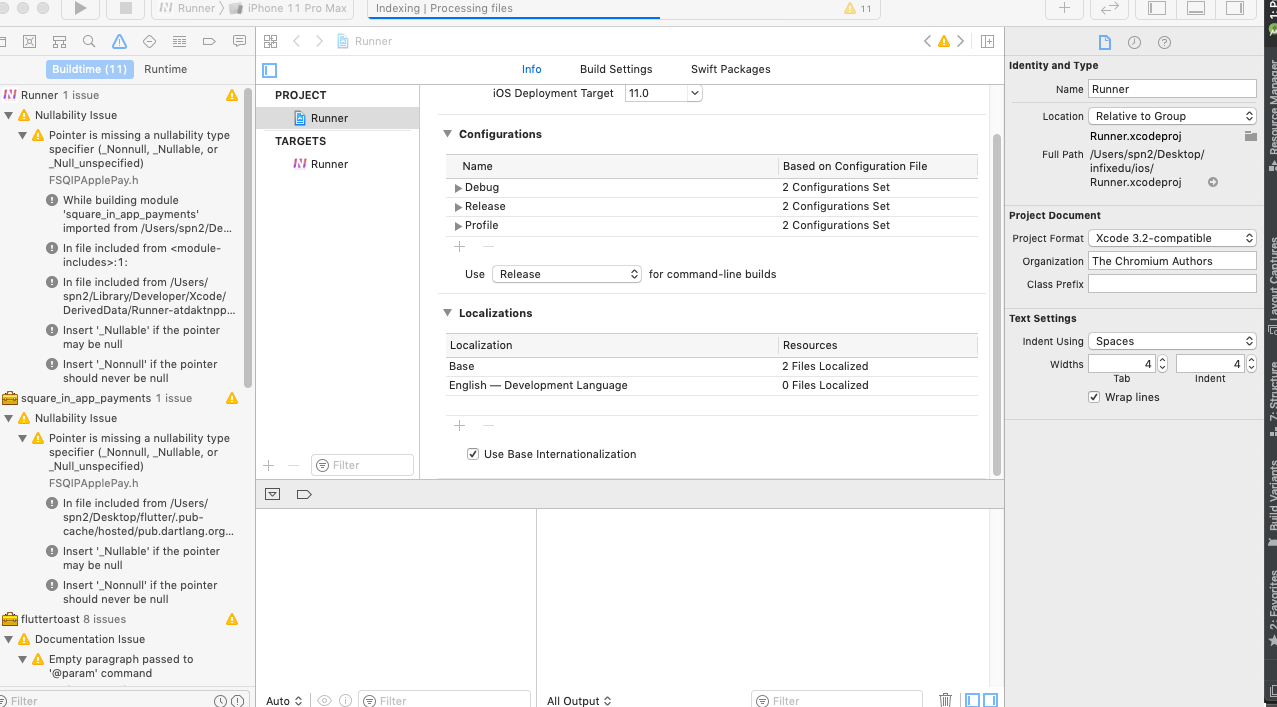 Runner
iPhone 11 Pro Max
Indexing | Processing files
11
Runner
Buildtime (11)
Runtime
Info
Build Settings
Swift Packages
Runner 1 issue
Nullability Issue
Pointer is missing a nullability type
specifier (_Nonnull, _Nullable, or
_Null_unspecified)
FSQIPApplePay.h
While building module
'square_in_app_payments'
imported from /Users/spn2/De...
In file included from <module-
includes>:1:
In file included from /Users/
spn2/Library/Developer/Xcode/
DerivedData/Runner-atdaktnpp...
Insert '_Nullable' if the pointer
may be null
Insert '_Nonnull' if the pointer
should never be null
square_in_app_payments 1 issue
Nullability Issue
Pointer is missing a nullability type
specifier (_Nonnull, _Nullable, or
_Null_unspecified)
FSQIPApplePay.h
In file included from /Users/
spn2/Desktop/flutter/.pub-
cache/hosted/pub.dartlang.org...
Insert '_Nullable' if the pointer
may be null
Insert '_Nonnull' if the pointer
should never be null
fluttertoast 8 issues
Documentation Issue
Empty paragraph passed to
'@param' command
Filter
PROJECT
Runner
TARGETS
Runner
Filter
iOS Deployment Target 11.0
Configurations
Name Based on Configuration File
Debug 2 Configurations Set
Release 2 Configurations Set
Profile 2 Configurations Set
Use Release for command-line builds
Localizations
Localization Resources
Base 2 Files Localized
English — Development Language 0 Files Localized
Use Base Internationalization
Auto
Filter
All Output
Filter
Identity and Type
Name Runner
Location Relative to Group
Runner.xcodeproj
Full Path /Users/spn2/Desktop/
infixedu/ios/
Runner.xcodeproj
Project Document
Project Format Xcode 3.2-compatible
Organization The Chromium Authors
Class Prefix
Text Settings
Indent Using Spaces
Widths 4 4
Tab Indent
Wrap lines
Resource Manager
Layout Captures
7: Structure
Build Variants
2: Favorites